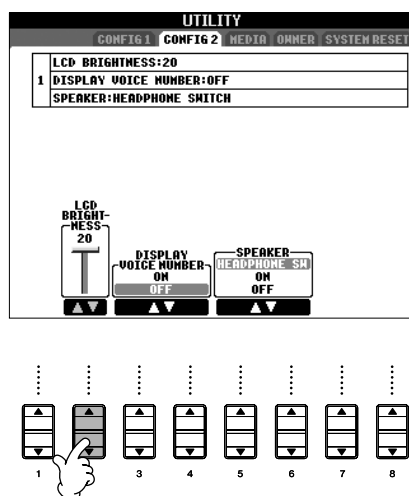 UTILITY
CONFIG 1 CONFIG 2 MEDIA OWNER SYSTEM RESET
LCD BRIGHTNESS:20
1 DISPLAY VOICE NUMBER:OFF
SPEAKER:HEADPHONE SWITCH
LCD
BRIGHT-
NESS
20
DISPLAY
VOICE NUMBER
ON
OFF
SPEAKER
HEADPHONE SW
ON
OFF
1 3 4 5 6 7 8